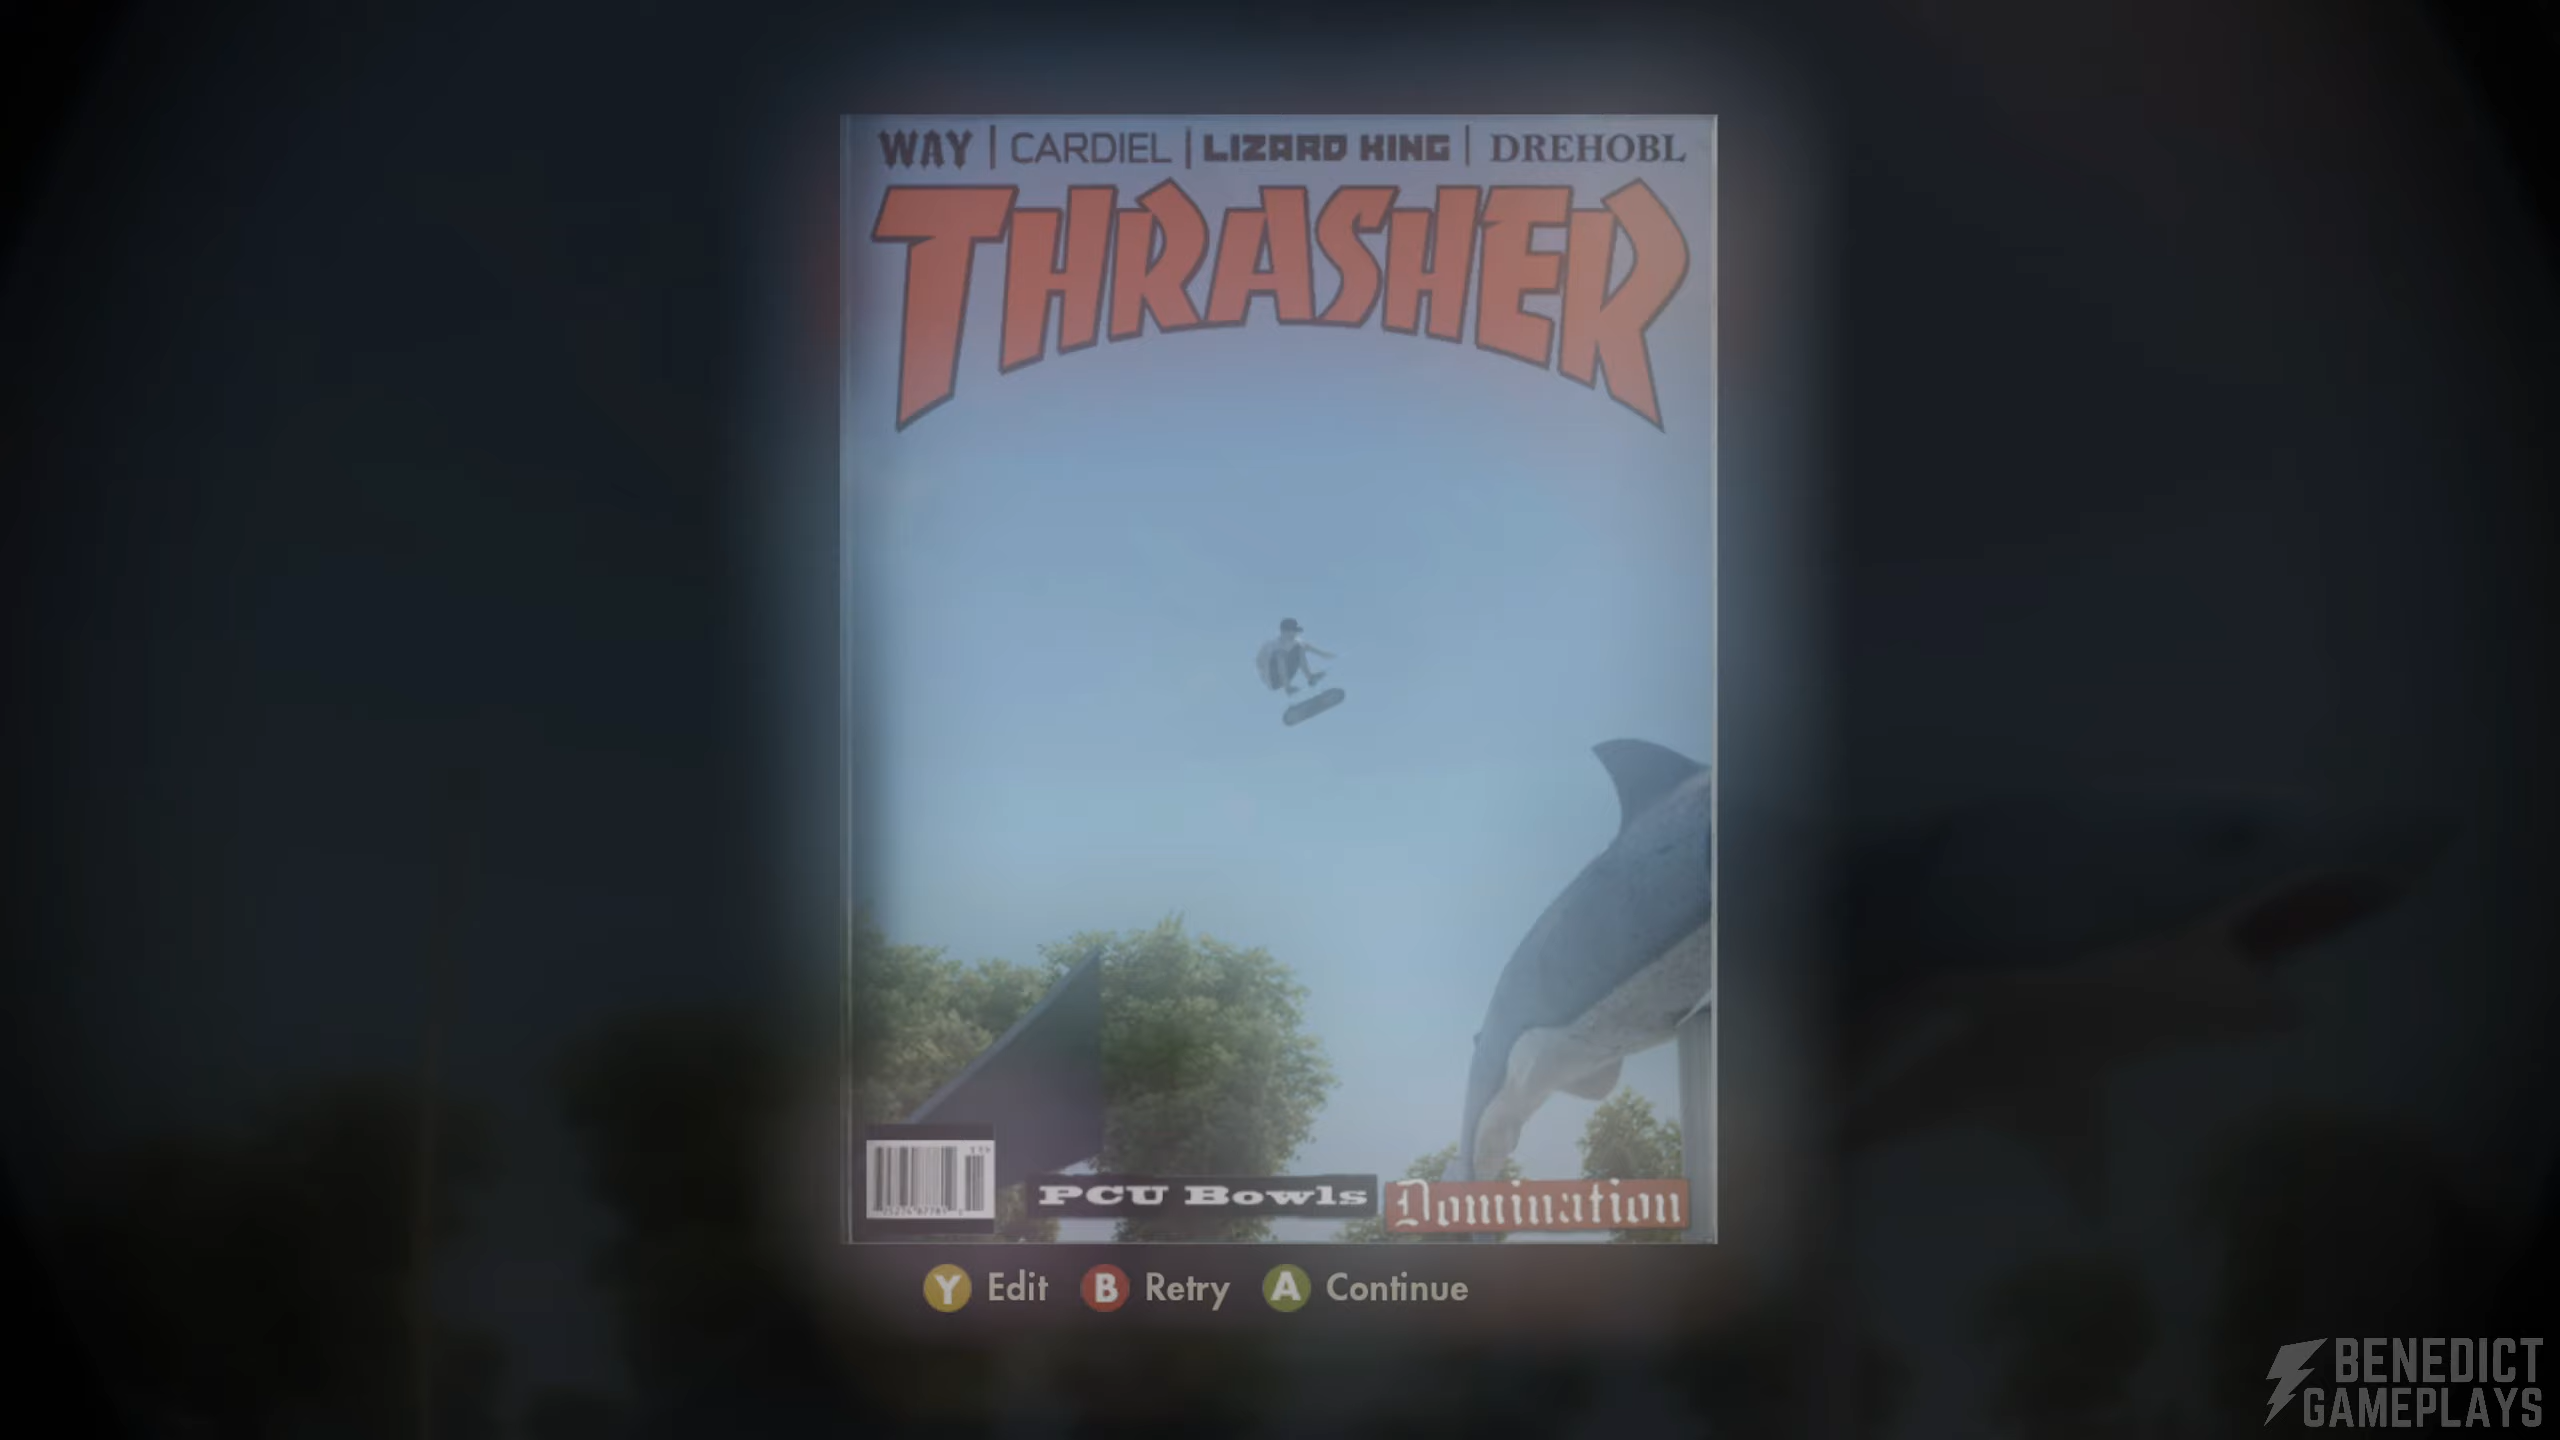 WAY | CARDIEL | LIZARD KING | DREHOBL
THRASHER
PCU Bowls
Domination
Y Edit B Retry A Continue
BENEDICT
GAMEPLAYS